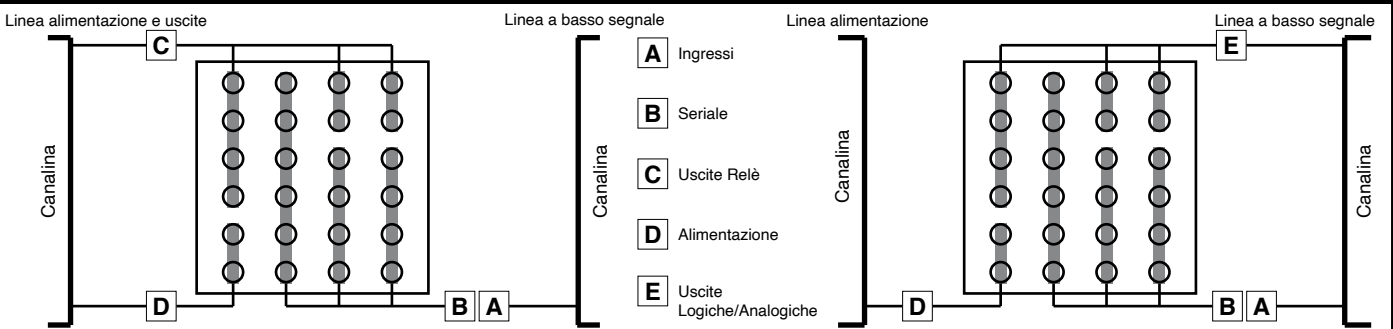 Linea alimentazione e uscite
Linea a basso segnale
Canalina
C
D
B A
Canalina
A Ingressi
B Seriale
C Uscite Relè
D Alimentazione
E Uscite
Logiche/Analogiche
Linea alimentazione
Linea a basso segnale
Canalina
E
D
B A
Canalina